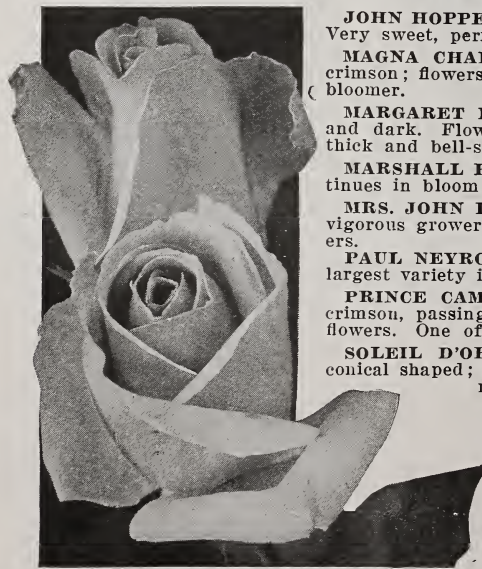 JOHN HOPPE
Very sweet, per
MAGNA CHA
crimson; flowers
bloomer.
MARGARET
and dark. Flow
thick and bell-s
MARSHALL
tinues in bloom
MRS. JOHN
vigorous grower
ers.
PAUL NEYRO
largest variety i
PRINCE CAM
crimson, passing
flowers. One of
SOLEIL D'O
conical shaped;